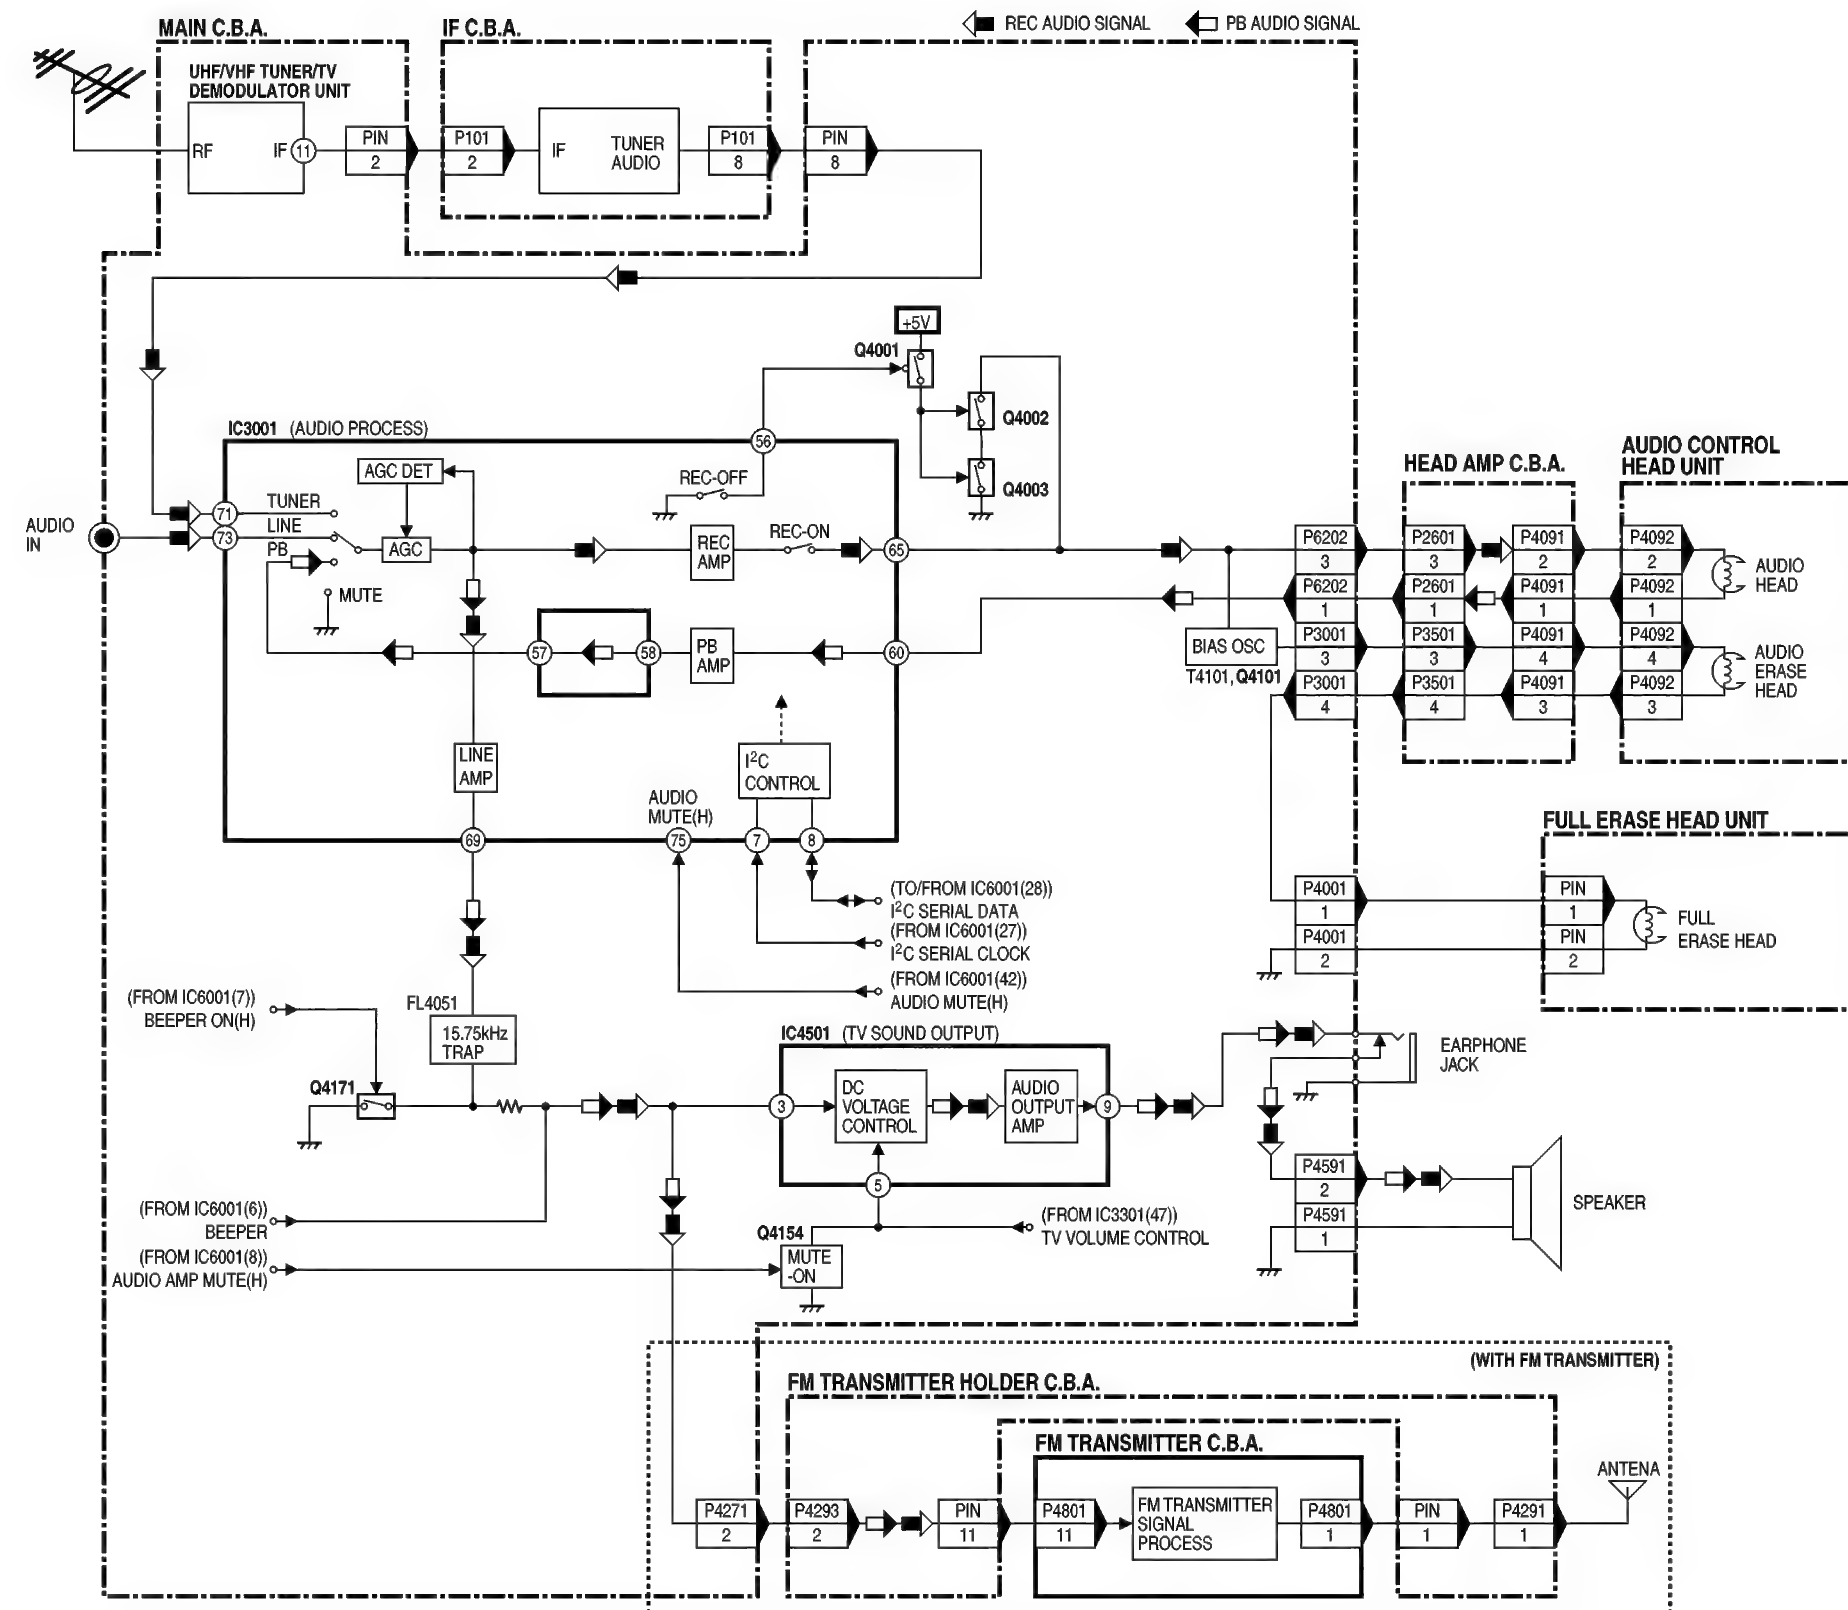 REC AUDIO SIGNAL
PB AUDIO SIGNAL
MAIN C.B.A.
IF C.B.A.
UHF/VHF TUNER/TV
DEMODULATOR UNIT
RF
IF
11
PIN
2
P101
2
IF
TUNER
AUDIO
P101
8
PIN
8
+5V
Q4001
Q4002
Q4003
IC3001 (AUDIO PROCESS)
56
AGC DET
REC-OFF
AUDIO
IN
71
TUNER
73
LINE
PB
MUTE
AGC
REC
AMP
REC-ON
65
57
58
PB
AMP
60
LINE
AMP
I²C
CONTROL
AUDIO
MUTE(H)
69
75
7
8
HEAD AMP C.B.A.
AUDIO CONTROL
HEAD UNIT
P6202
3
P2601
3
P4091
2
P4092
2
AUDIO
HEAD
P6202
1
P2601
1
P4091
1
P4092
1
BIAS OSC
T4101, Q4101
P3001
3
P3501
3
P4091
4
P4092
4
AUDIO
ERASE
HEAD
P3001
4
P3501
4
P4091
3
P4092
3
FULL ERASE HEAD UNIT
P4001
1
PIN
1
P4001
2
PIN
2
FULL
ERASE HEAD
(TO/FROM IC6001(28))
I²C SERIAL DATA
(FROM IC6001(27))
I²C SERIAL CLOCK
(FROM IC6001(42))
AUDIO MUTE(H)
(FROM IC6001(7))
BEEPER ON(H)
FL4051
15.75kHz
TRAP
Q4171
IC4501 (TV SOUND OUTPUT)
3
DC
VOLTAGE
CONTROL
AUDIO
OUTPUT
AMP
9
5
EARPHONE
JACK
P4591
2
P4591
1
SPEAKER
(FROM IC6001(6))
BEEPER
(FROM IC6001(8))
AUDIO AMP MUTE(H)
Q4154
MUTE
-ON
(FROM IC3301(47))
TV VOLUME CONTROL
(WITH FM TRANSMITTER)
FM TRANSMITTER HOLDER C.B.A.
FM TRANSMITTER C.B.A.
P4271
2
P4293
2
PIN
11
P4801
11
FM TRANSMITTER
SIGNAL
PROCESS
P4801
1
PIN
1
P4291
1
ANTENA